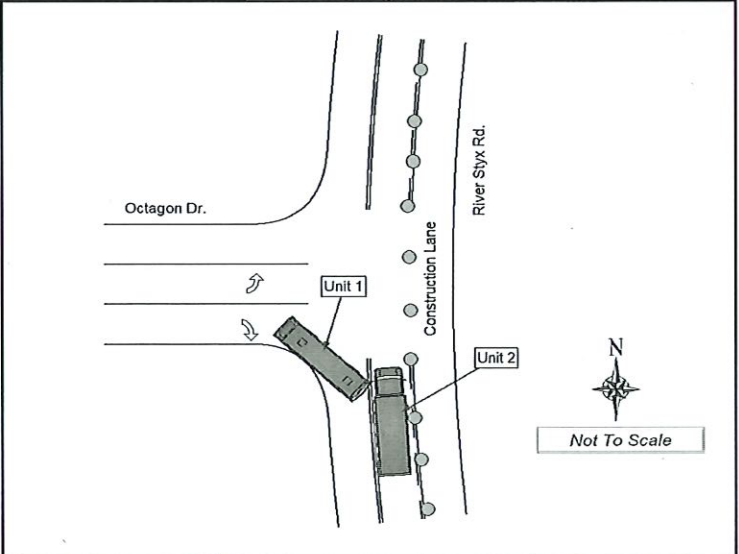 Octagon Dr.
River Styx Rd.
Construction Lane
Unit 1
Unit 2
N
Not To Scale